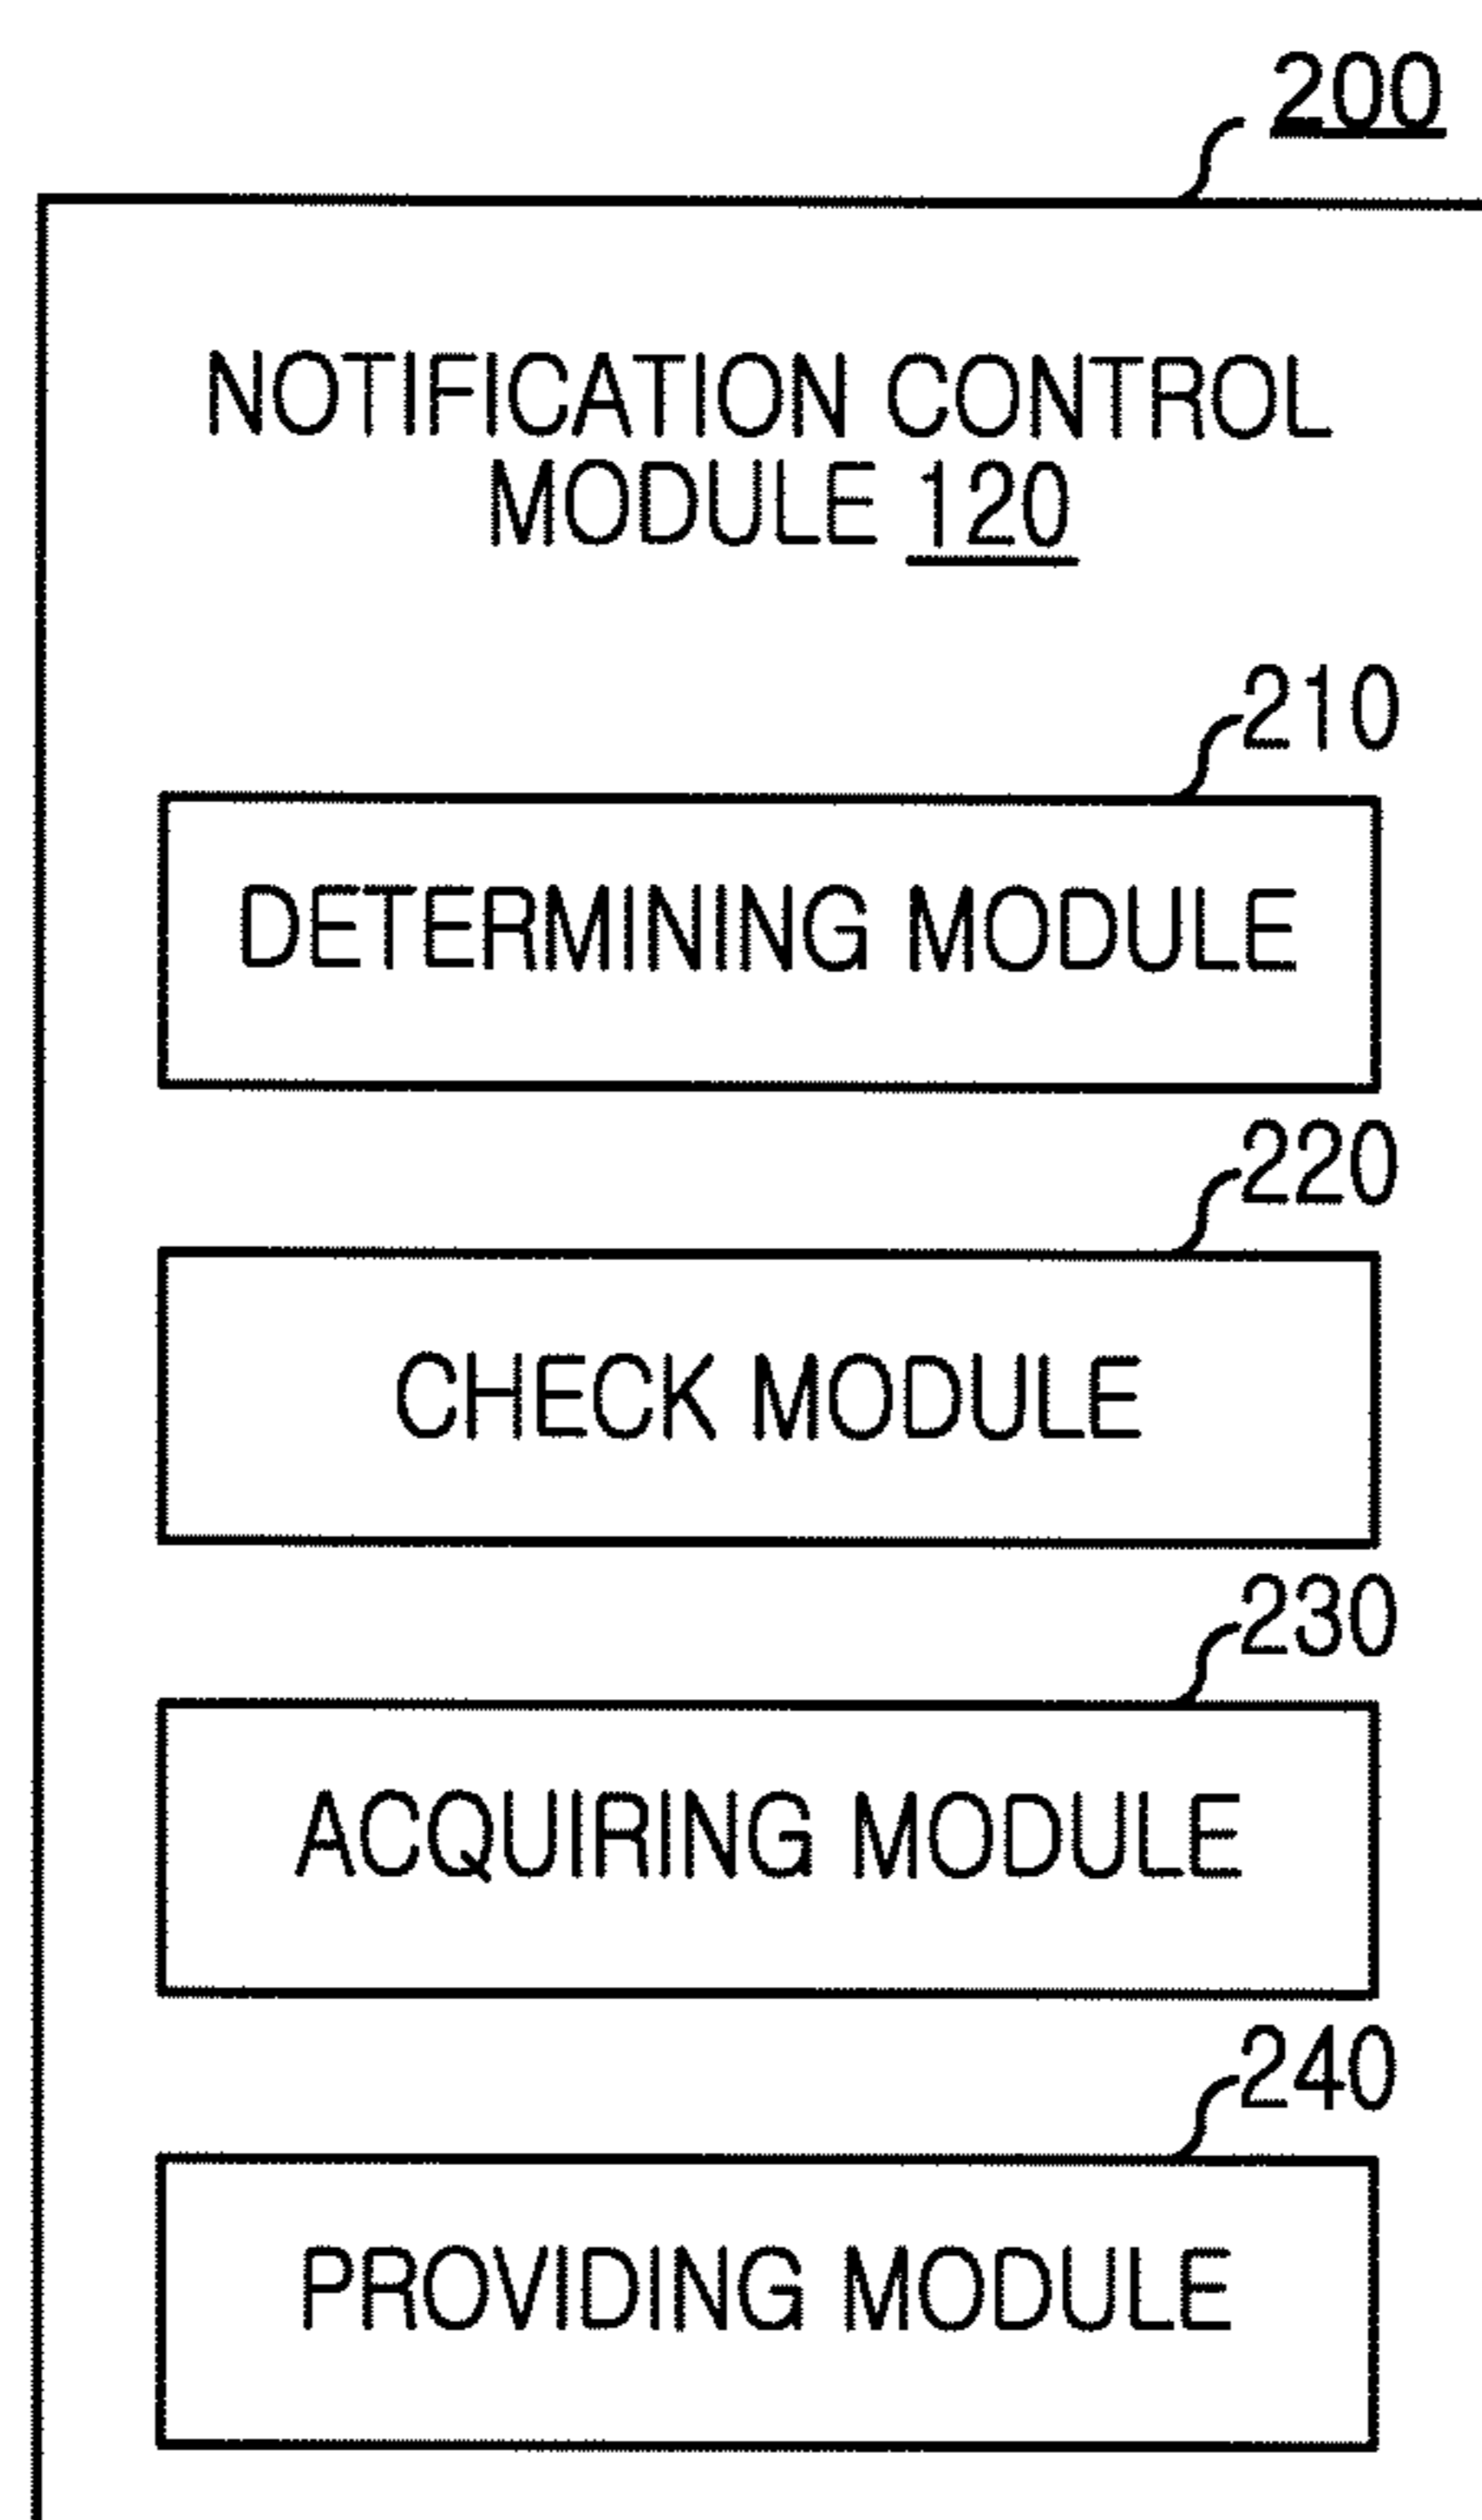 200
NOTIFICATION CONTROL
MODULE 120
210
DETERMINING MODULE
220
CHECK MODULE
230
ACQUIRING MODULE
240
PROVIDING MODULE